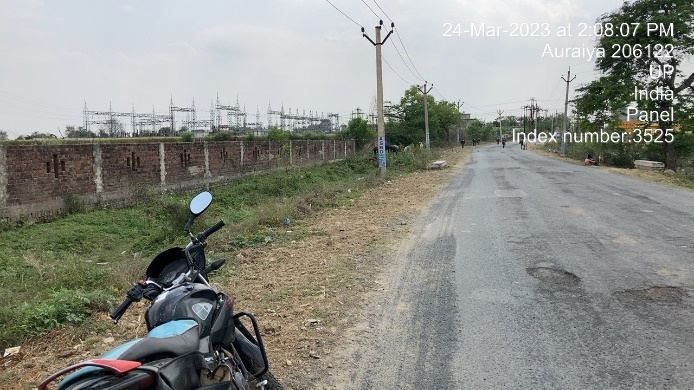 24-Mar-2023 at 2:08:07 PM
Auraiya 206122
UP
India
Panel
Index number:3525